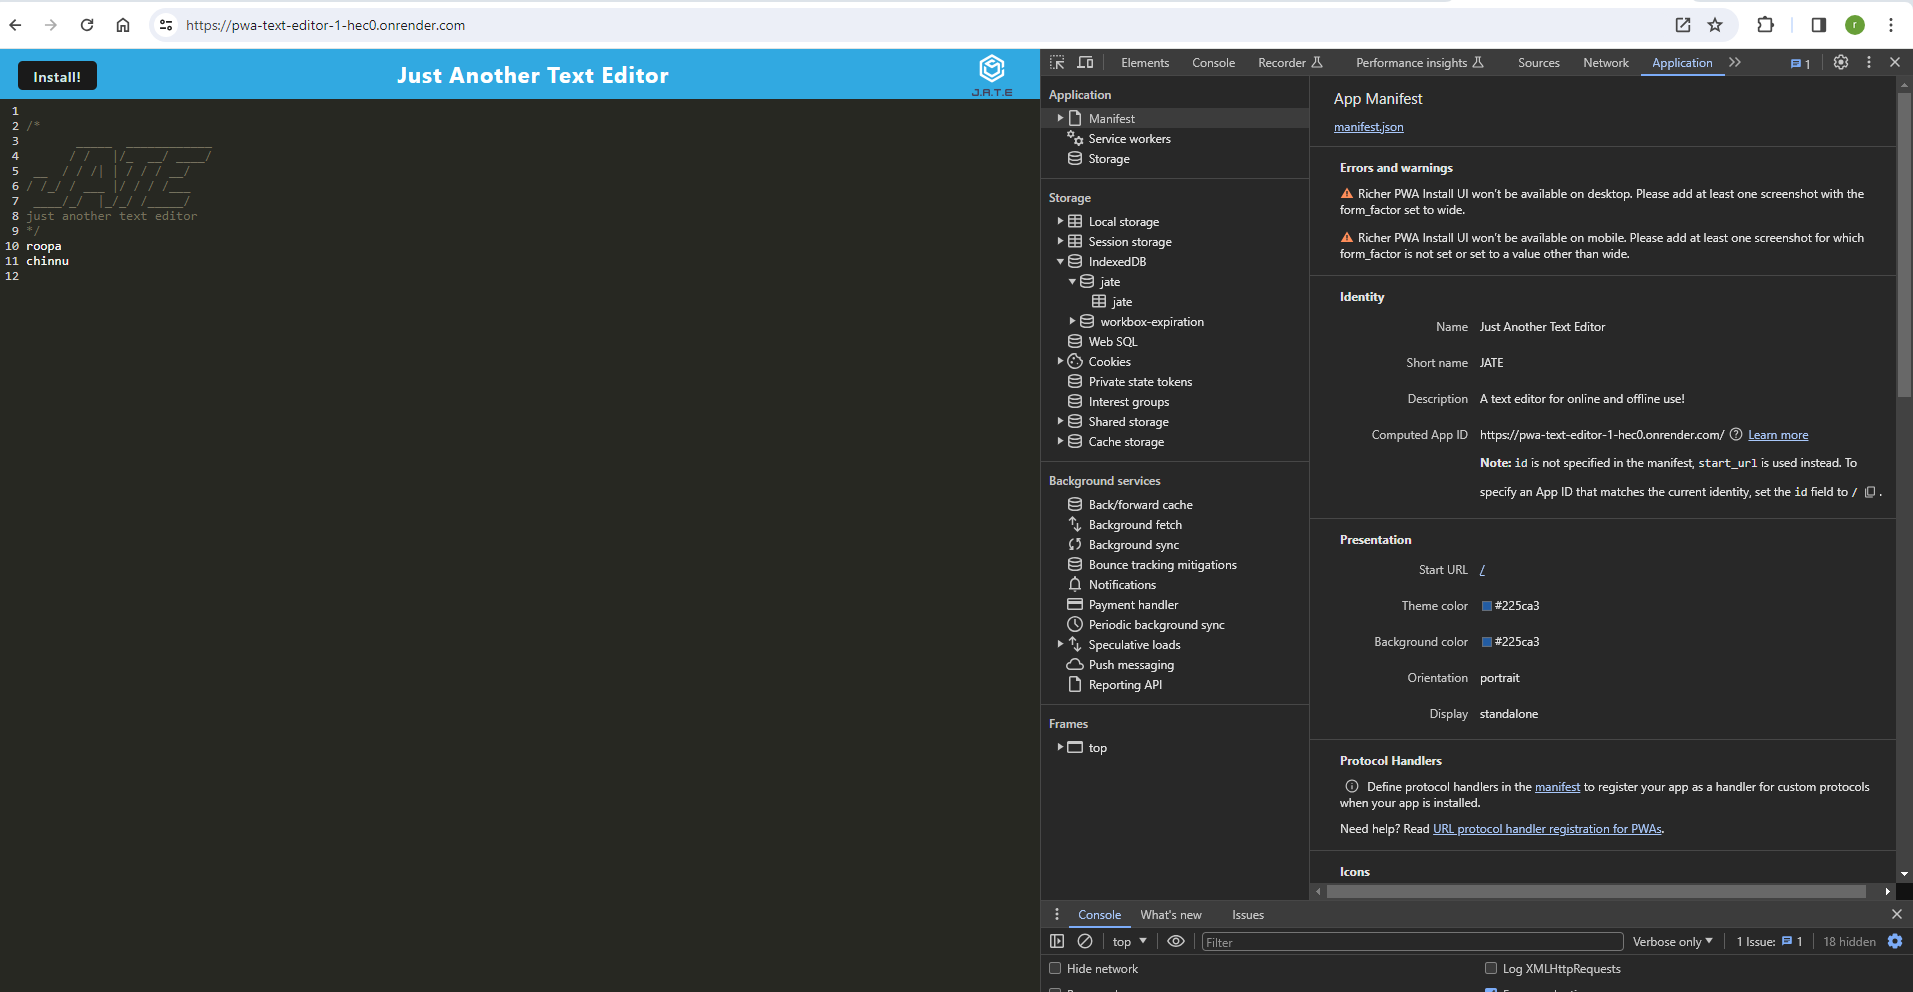 https://pwa-text-editor-1-hec0.onrender.com
r
Install!
Just Another Text Editor
J.A.T.E
1
2 /*
3      _____  ____________
4      / /   |/_  __/ ____/
5  __  / / /| | / / / __/
6 / /_/ / ___ |/ / / /___
7  ____/_/  |_/_/ /_____/
8 just another text editor
9 */
10 roopa
11 chinnu
12
Elements Console Recorder Performance insights Sources Network Application 1
Application
Manifest
Service workers
Storage
Storage
Local storage
Session storage
IndexedDB
jate
jate
workbox-expiration
Web SQL
Cookies
Private state tokens
Interest groups
Shared storage
Cache storage
Background services
Back/forward cache
Background fetch
Background sync
Bounce tracking mitigations
Notifications
Payment handler
Periodic background sync
Speculative loads
Push messaging
Reporting API
Frames
top
App Manifest
manifest.json
Errors and warnings
Richer PWA Install UI won't be available on desktop. Please add at least one screenshot with the
form_factor set to wide.
Richer PWA Install UI won't be available on mobile. Please add at least one screenshot for which
form_factor is not set or set to a value other than wide.
Identity
Name Just Another Text Editor
Short name JATE
Description A text editor for online and offline use!
Computed App ID https://pwa-text-editor-1-hec0.onrender.com/ Learn more
Note: id is not specified in the manifest, start_url is used instead. To
specify an App ID that matches the current identity, set the id field to / .
Presentation
Start URL /
Theme color #225ca3
Background color #225ca3
Orientation portrait
Display standalone
Protocol Handlers
Define protocol handlers in the manifest to register your app as a handler for custom protocols
when your app is installed.
Need help? Read URL protocol handler registration for PWAs.
Icons
Console What's new Issues
top Filter Verbose only 1 Issue: 1 18 hidden
Hide network Log XMLHttpRequests